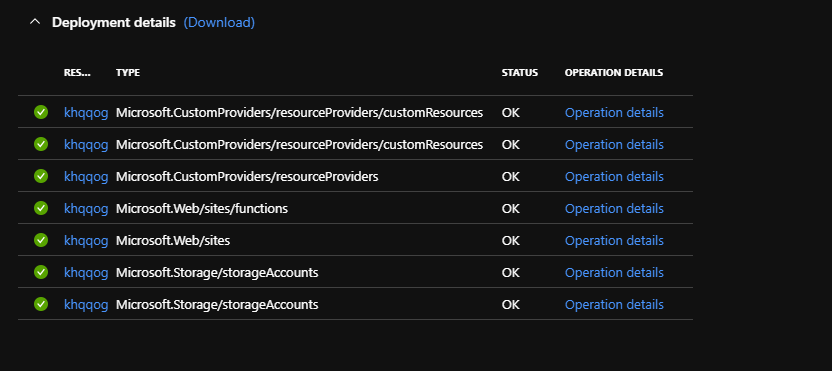 Deployment details (Download)
RES... TYPE STATUS OPERATION DETAILS
khqqog Microsoft.CustomProviders/resourceProviders/customResources OK Operation details
khqqog Microsoft.CustomProviders/resourceProviders/customResources OK Operation details
khqqog Microsoft.CustomProviders/resourceProviders OK Operation details
khqqog Microsoft.Web/sites/functions OK Operation details
khqqog Microsoft.Web/sites OK Operation details
khqqog Microsoft.Storage/storageAccounts OK Operation details
khqqog Microsoft.Storage/storageAccounts OK Operation details